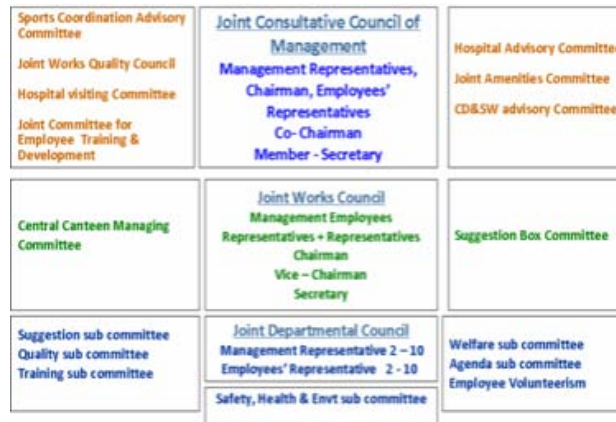 Sports Coordination Advisory
Committee
Joint Works Quality Council
Hospital visiting Committee
Joint Committee for
Employee Training &
Development
Joint Consultative Council of
Management
Management Representatives,
Chairman, Employees'
Representatives
Co- Chairman
Member - Secretary
Hospital Advisory Committee
Joint Amenities Committee
CD&SW advisory Committee
Central Canteen Managing
Committee
Joint Works Council
Management Employees
Representatives + Representatives
Chairman
Vice – Chairman
Secretary
Suggestion Box Committee
Suggestion sub committee
Quality sub committee
Training sub committee
Joint Departmental Council
Management Representative 2 – 10
Employees' Representative 2 - 10
Safety, Health & Envt sub committee
Welfare sub committee
Agenda sub committee
Employee Volunteerism